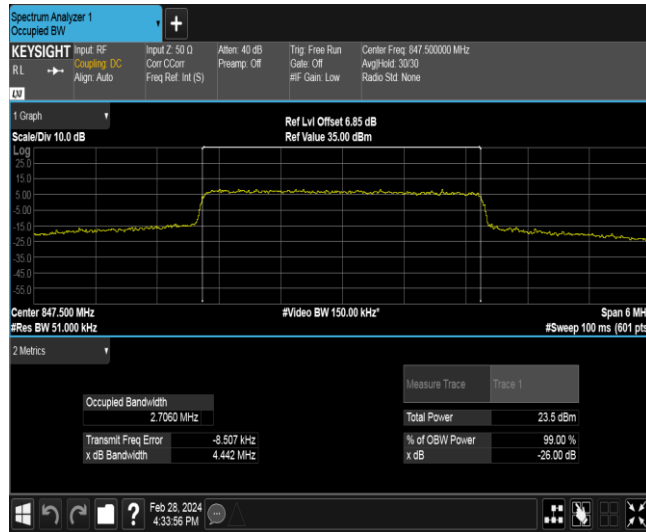 Spectrum Analyzer 1
Occupied BW
+
KEYSIGHT Input: RF Input Z: 50 Ω Atten: 40 dB Trig: Free Run Center Freq: 847.500000 MHz
R L Coupling: DC Corr CCorr Preamp: Off Gate: Off Avg|Hold: 30/30
Align: Auto Freq Ref: Int (S) #IF Gain: Low Radio Std: None
LXI
1 Graph
Ref Lvl Offset 6.85 dB
Scale/Div 10.0 dB Ref Value 35.00 dBm
Log
25.0
15.0
5.00
-5.00
-15.0
-25.0
-35.0
-45.0
-55.0
Center 847.500 MHz #Video BW 150.00 kHz* Span 6 MH
#Res BW 51.000 kHz #Sweep 100 ms (601 pts
2 Metrics
Measure Trace Trace 1
Occupied Bandwidth
2.7060 MHz
Total Power 23.5 dBm
Transmit Freq Error -8.507 kHz % of OBW Power 99.00 %
x dB Bandwidth 4.442 MHz x dB -26.00 dB
? Feb 28, 2024
4:33:56 PM